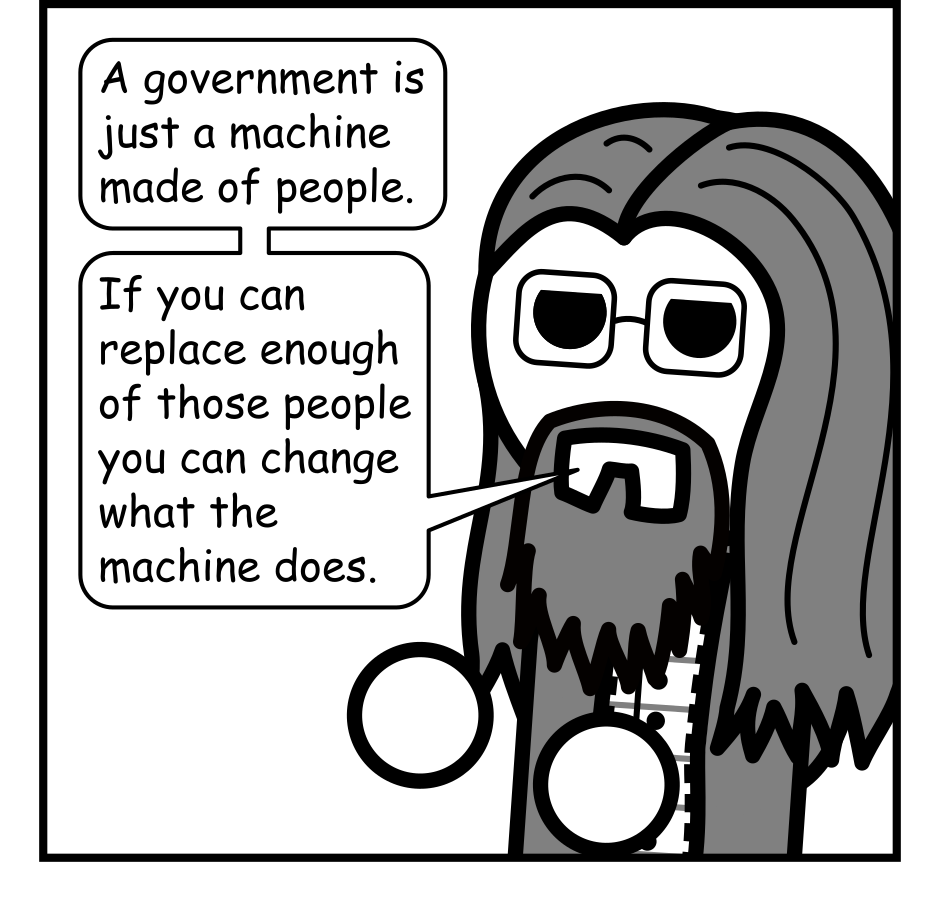 A government is
just a machine
made of people.
If you can
replace enough
of those people
you can change
what the
machine does.